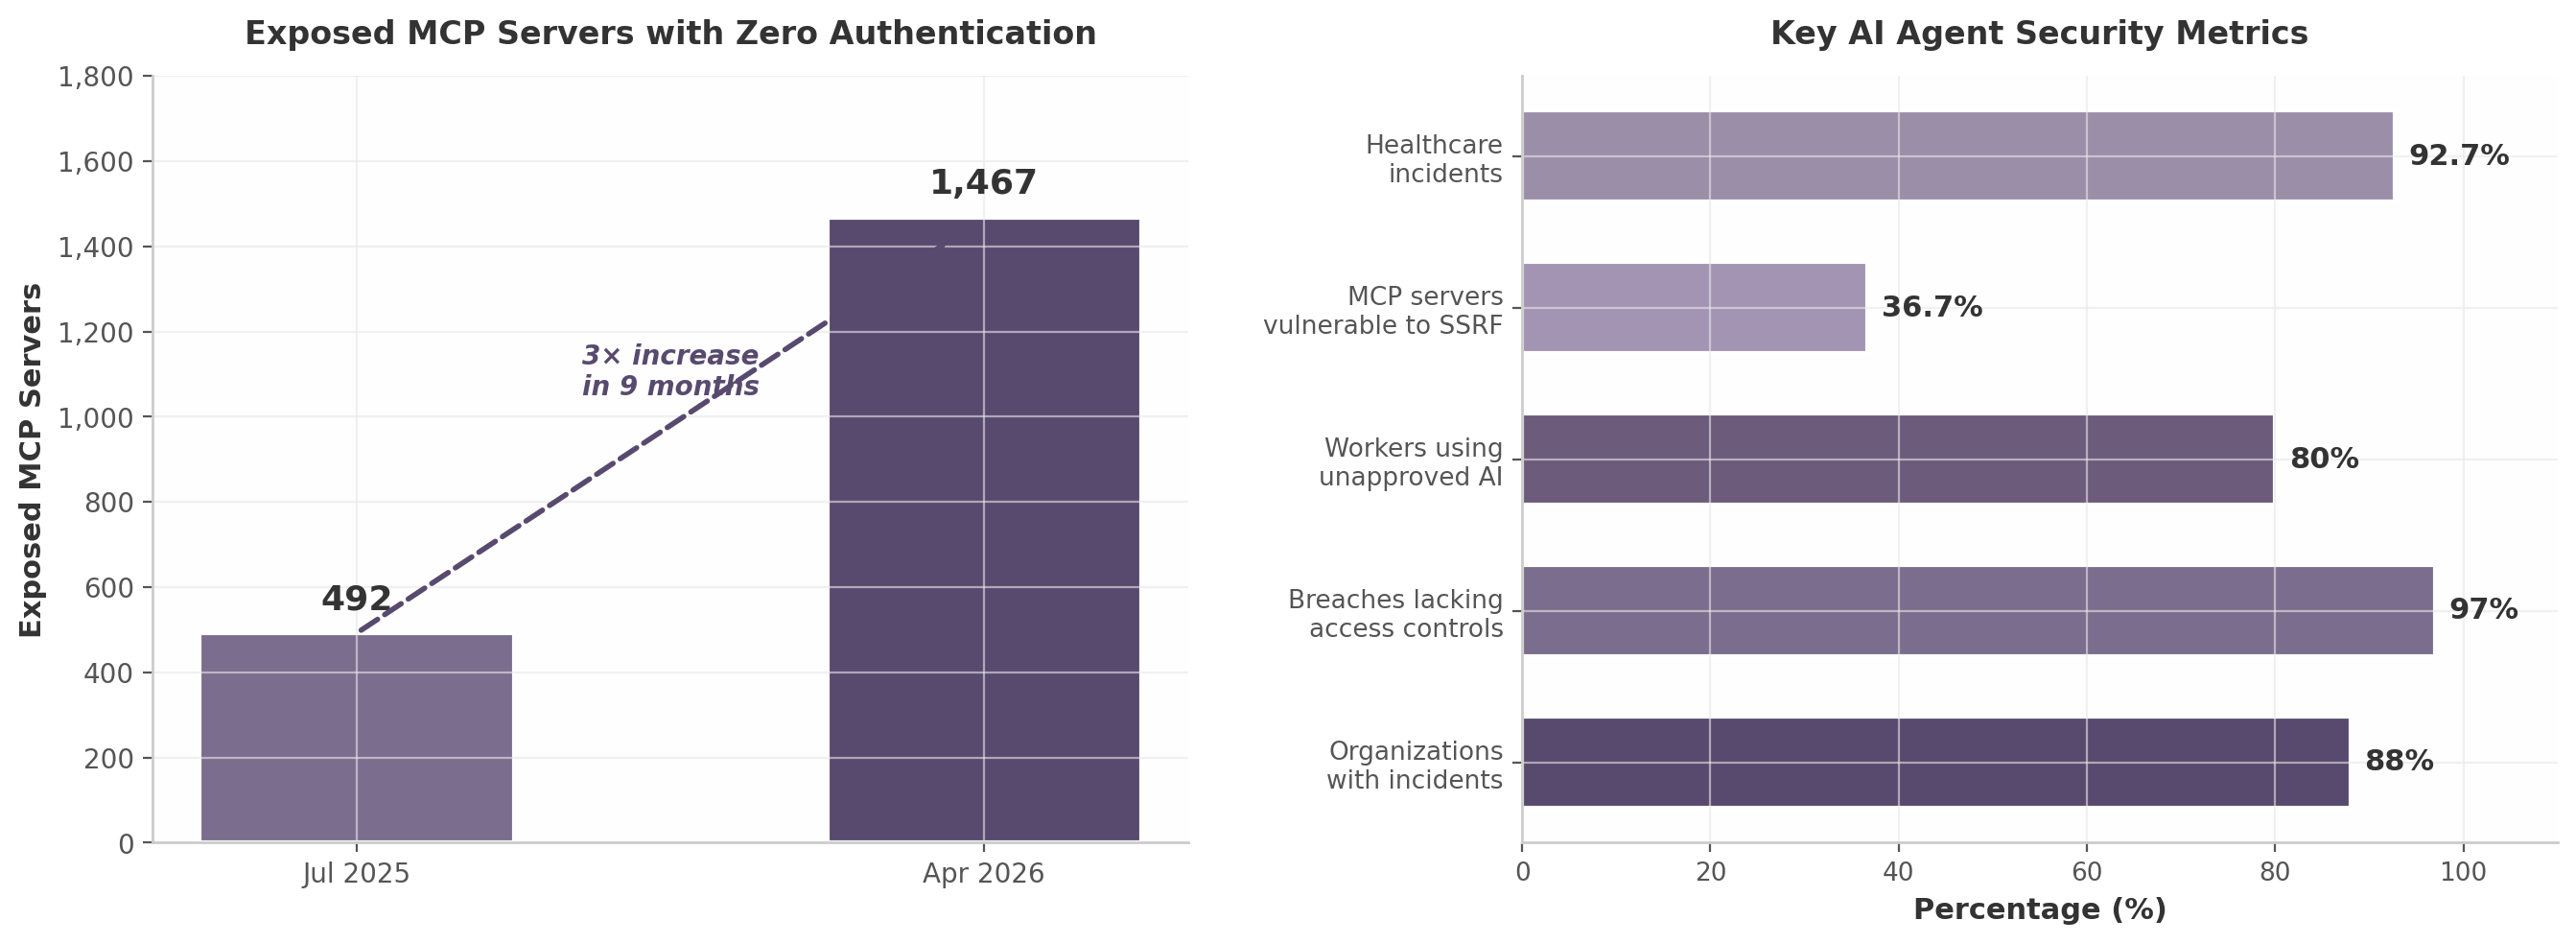 Exposed MCP Servers with Zero Authentication
Exposed MCP Servers
1,800
1,600
1,400
1,200
1,000
800
600
400
200
0
1,467
3× increase
in 9 months
492
Jul 2025
Apr 2026
Key AI Agent Security Metrics
Healthcare
incidents
92.7%
MCP servers
vulnerable to SSRF
36.7%
Workers using
unapproved AI
80%
Breaches lacking
access controls
97%
Organizations
with incidents
88%
0
20
40
60
80
100
Percentage (%)